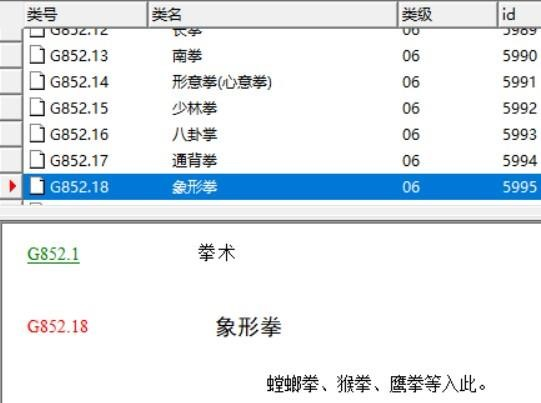 类号 类名 类级 id
G852.12 长拳 06 5989
G852.13 南拳 06 5990
G852.14 形意拳(心意拳) 06 5991
G852.15 少林拳 06 5992
G852.16 八卦掌 06 5993
G852.17 通背拳 06 5994
G852.18 象形拳 06 5995
G852.1 拳术
G852.18 象形拳
螳螂拳、猴拳、鹰拳等入此。